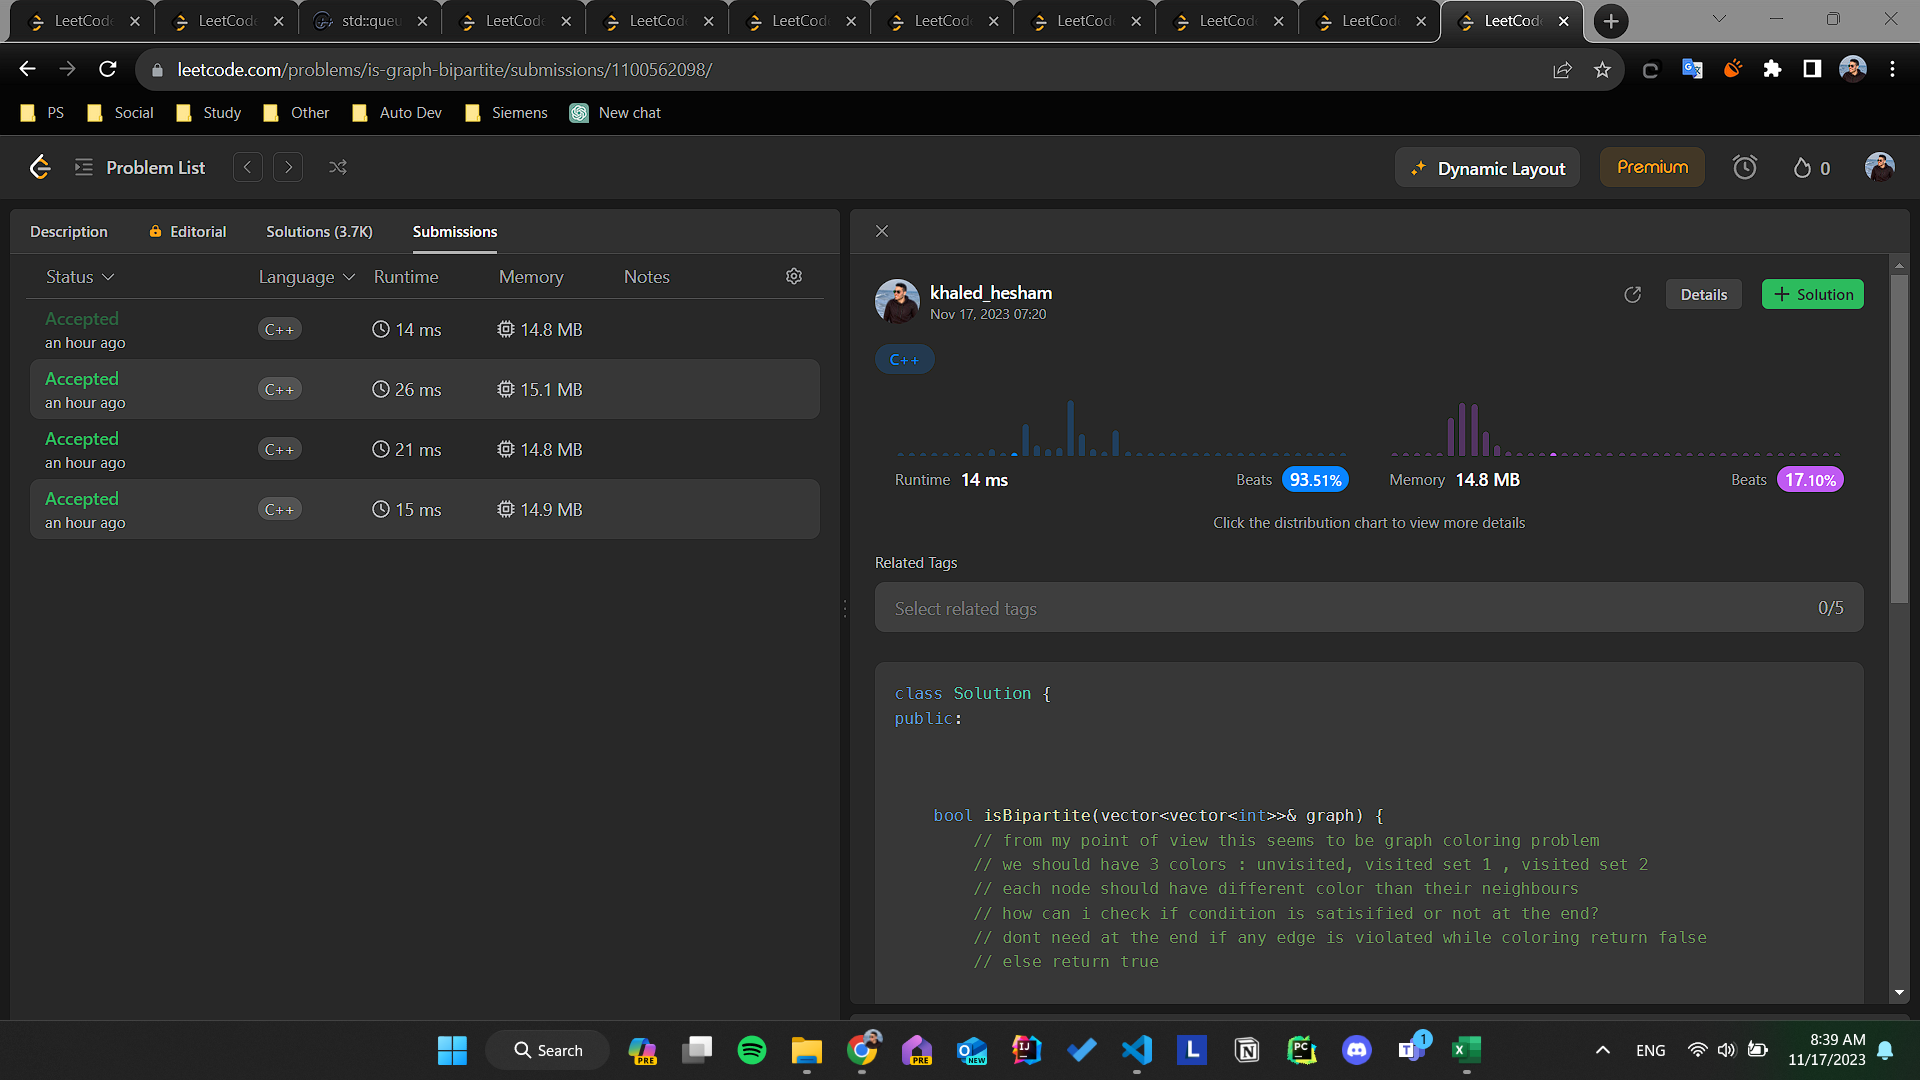 LeetCode LeetCode std::queu LeetCode LeetCode LeetCode LeetCode LeetCode LeetCode LeetCode LeetCode
leetcode.com/problems/is-graph-bipartite/submissions/1100562098/
PS Social Study Other Auto Dev Siemens New chat
Problem List Dynamic Layout Premium 0
Description Editorial Solutions (3.7K) Submissions
Status Language Runtime Memory Notes
Accepted
an hour ago
C++ 14 ms 14.8 MB
Accepted
an hour ago
C++ 26 ms 15.1 MB
Accepted
an hour ago
C++ 21 ms 14.8 MB
Accepted
an hour ago
C++ 15 ms 14.9 MB
khaled_hesham
Nov 17, 2023 07:20
Details + Solution
C++
Runtime 14 ms Beats 93.51% Memory 14.8 MB Beats 17.10%
Click the distribution chart to view more details
Related Tags
Select related tags 0/5
class Solution {
public:
bool isBipartite(vector<vector<int>>& graph) {
// from my point of view this seems to be graph coloring problem
// we should have 3 colors : unvisited, visited set 1 , visited set 2
// each node should have different color than their neighbours
// how can i check if condition is satisified or not at the end?
// dont need at the end if any edge is violated while coloring return false
// else return true
Search PRE PRE NEW IJ L N PC T 1 X ENG
8:39 AM
11/17/2023